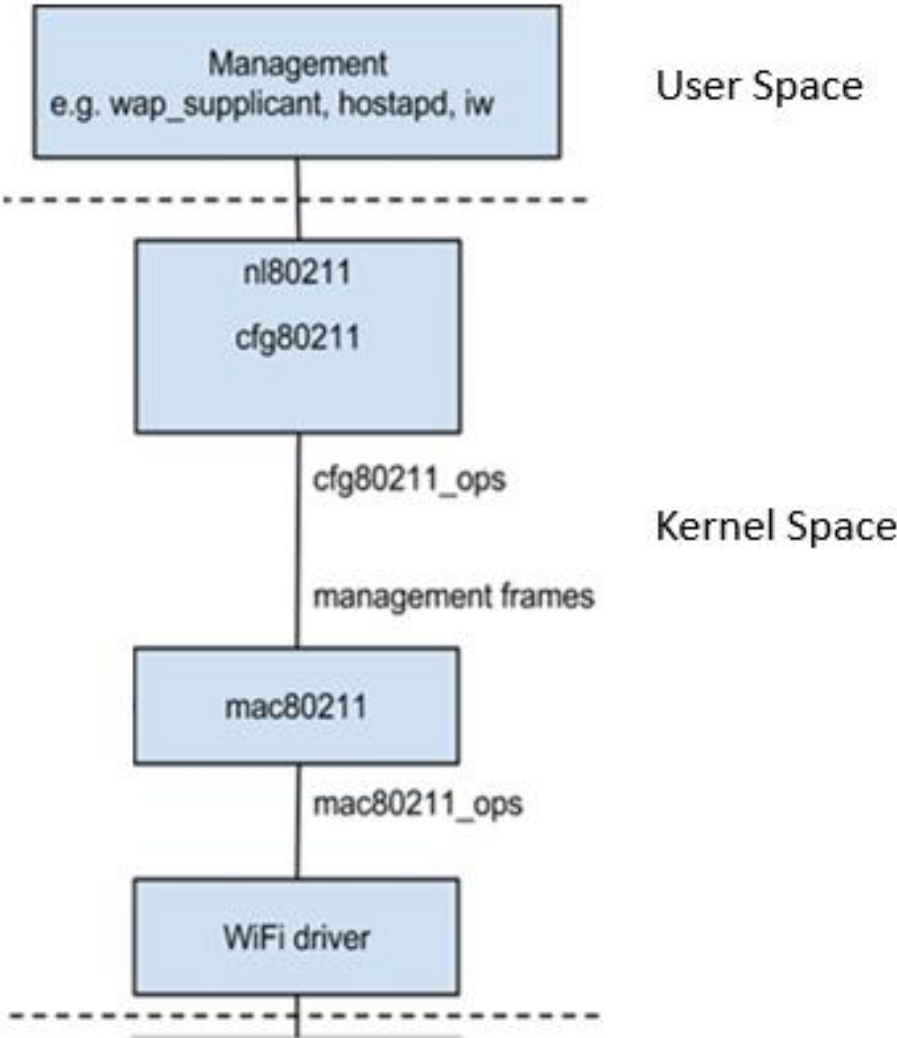 Management
e.g. wap_supplicant, hostapd, iw
User Space
nl80211
cfg80211
cfg80211_ops
Kernel Space
management frames
mac80211
mac80211_ops
WiFi driver